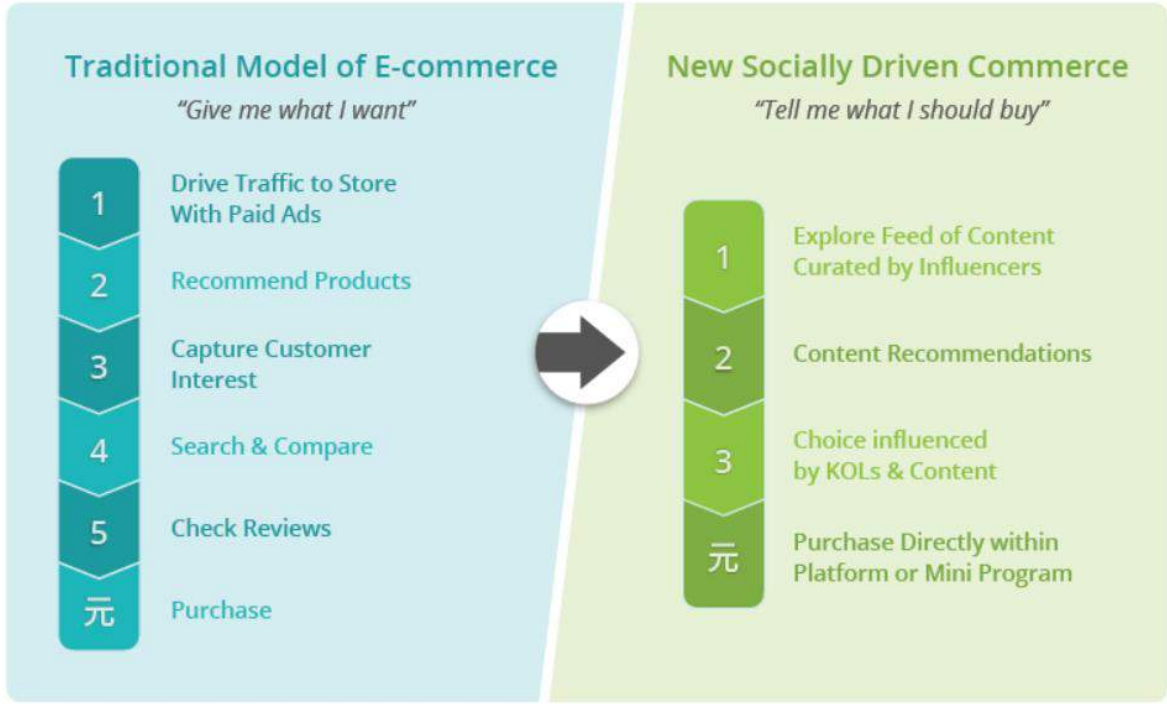 Traditional Model of E-commerce
“Give me what I want”
1
Drive Traffic to Store
With Paid Ads
2
Recommend Products
3
Capture Customer
Interest
4
Search & Compare
5
Check Reviews
元
Purchase
New Socially Driven Commerce
“Tell me what I should buy”
1
Explore Feed of Content
Curated by Influencers
2
Content Recommendations
3
Choice influenced
by KOLs & Content
元
Purchase Directly within
Platform or Mini Program